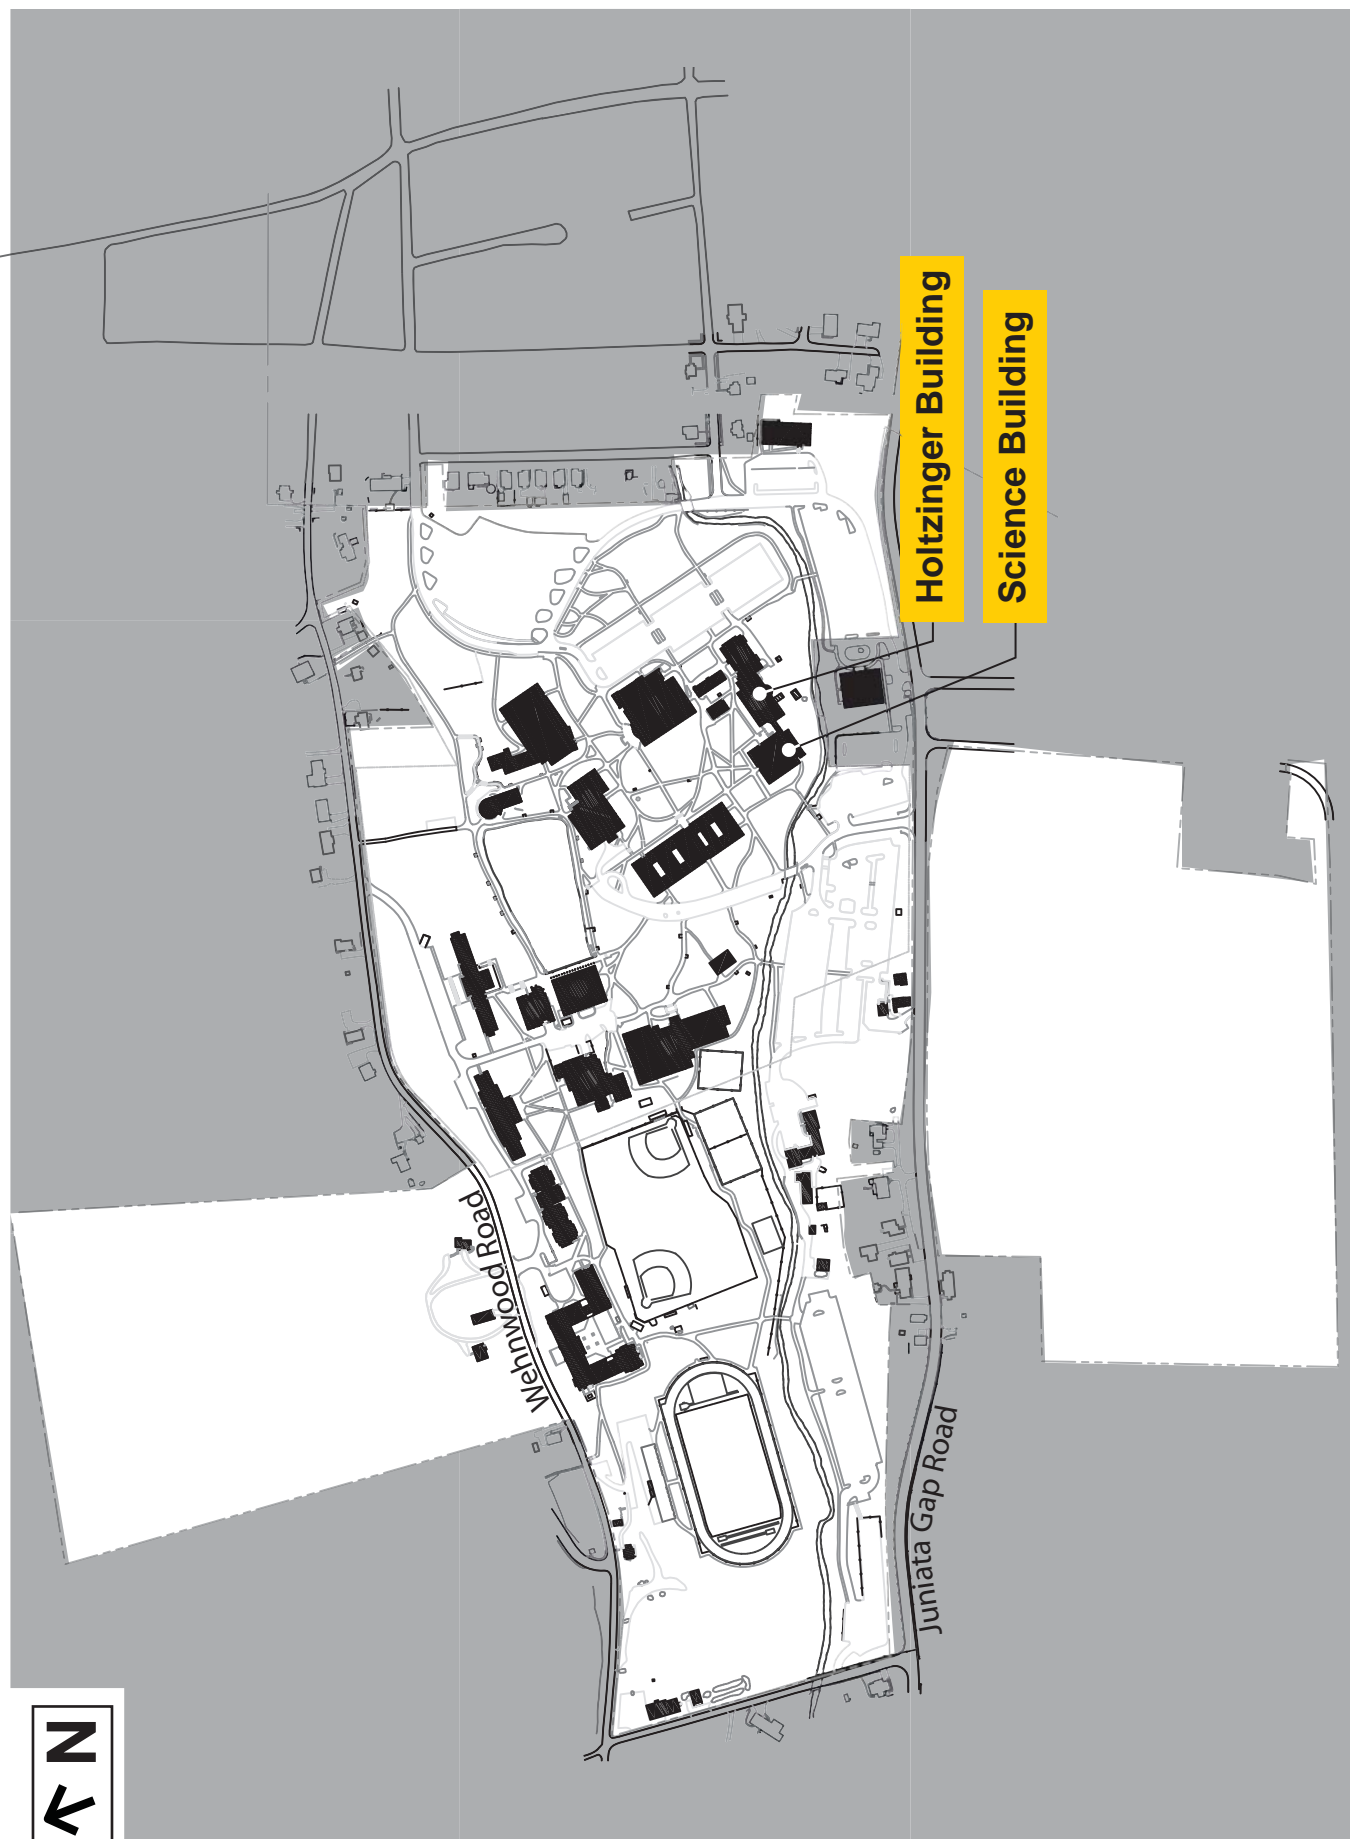 Holtzinger Building
Science Building
Wehnwood Road
Juniata Gap Road
N